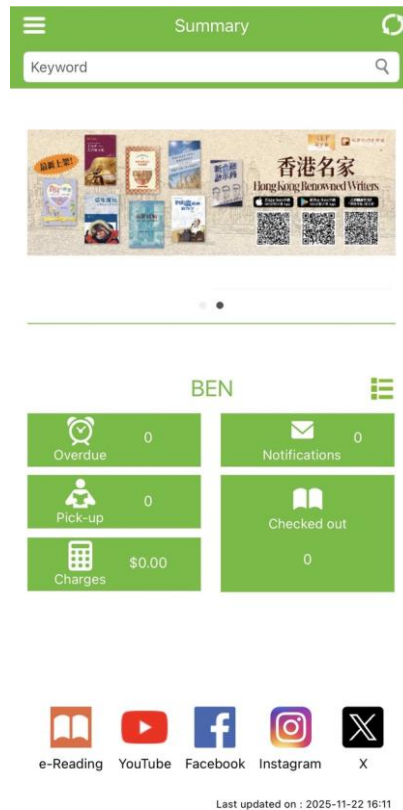 Summary
Keyword
最新上架!
香港名家
Hong Kong Renowned Writers
BEN
0
Overdue
0
Notifications
0
Pick-up
Checked out
0
$0.00
Charges
e-Reading
YouTube
Facebook
Instagram
X
Last updated on : 2025-11-22 16:11